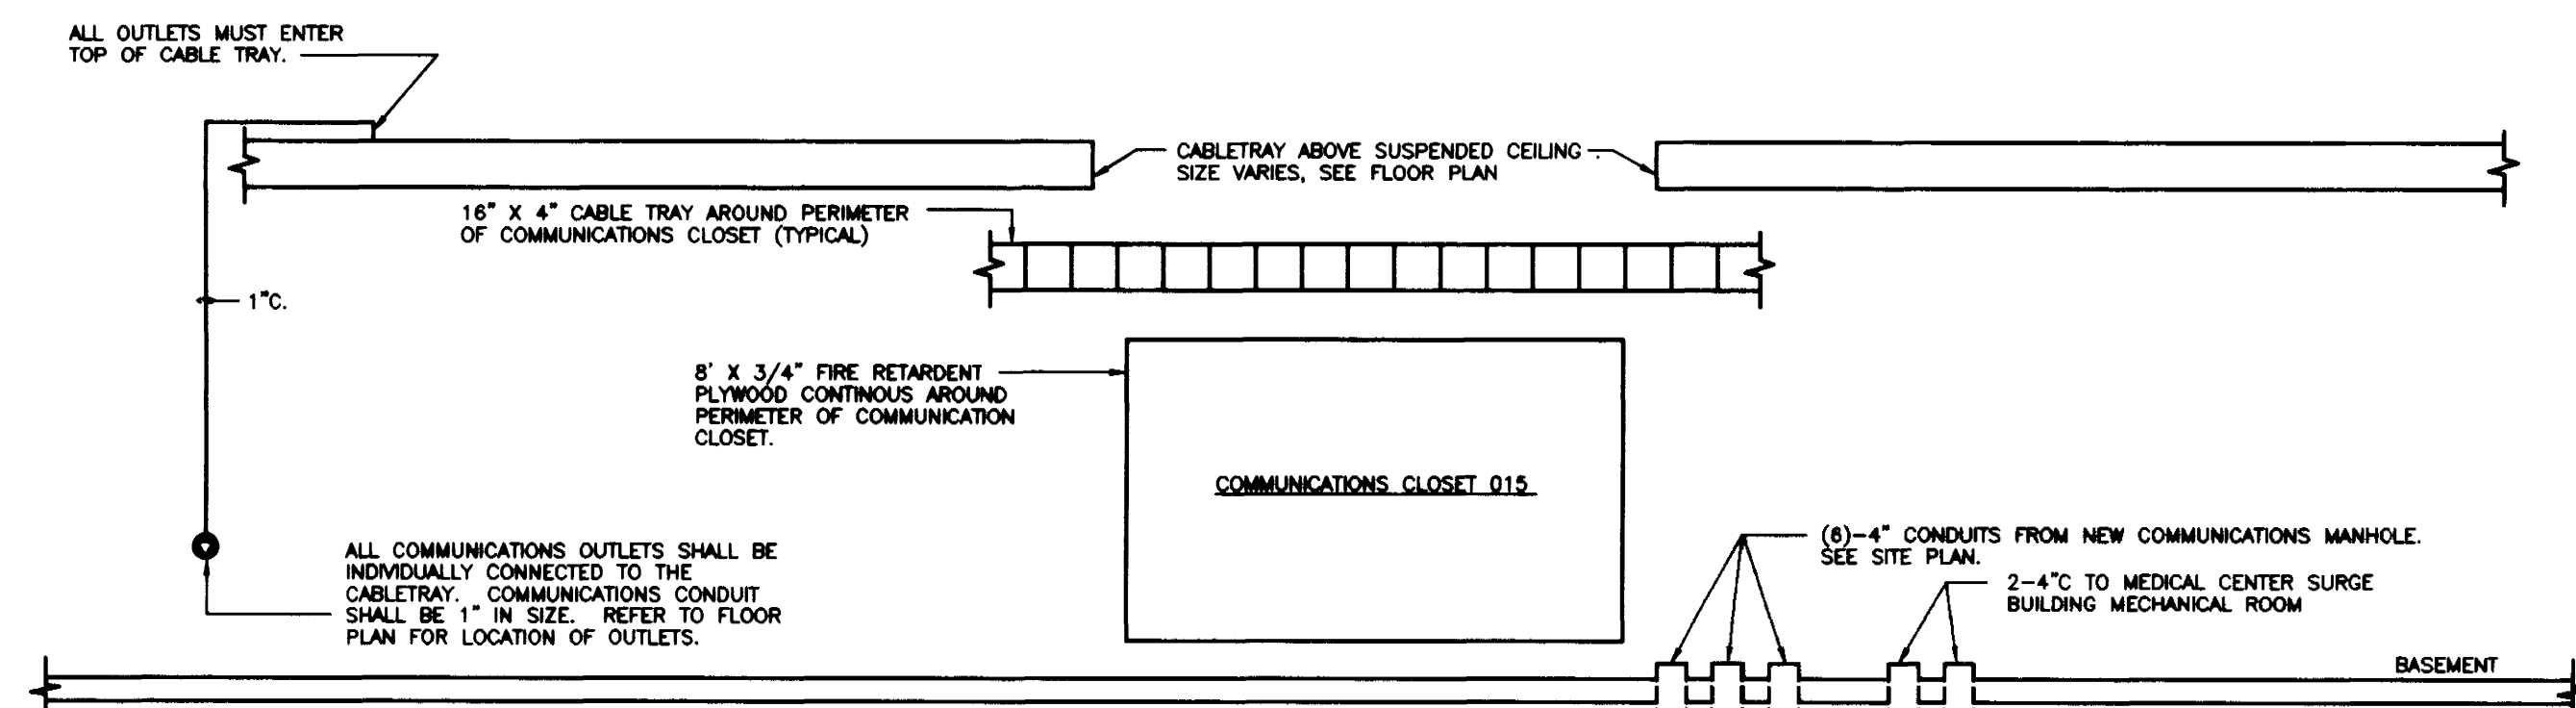 ALL OUTLETS MUST ENTER
TOP OF CABLE TRAY.
CABLETRAY ABOVE SUSPENDED CEILING .
SIZE VARIES, SEE FLOOR PLAN
16" X 4" CABLE TRAY AROUND PERIMETER
OF COMMUNICATIONS CLOSET (TYPICAL)
1"C.
8' X 3/4" FIRE RETARDENT
PLYWOOD CONTINOUS AROUND
PERIMETER OF COMMUNICATION
CLOSET.
COMMUNICATIONS CLOSET 015
ALL COMMUNICATIONS OUTLETS SHALL BE
INDIVIDUALLY CONNECTED TO THE
CABLETRAY. COMMUNICATIONS CONDUIT
SHALL BE 1" IN SIZE. REFER TO FLOOR
PLAN FOR LOCATION OF OUTLETS.
(6)-4" CONDUITS FROM NEW COMMUNICATIONS MANHOLE.
SEE SITE PLAN.
2-4"C TO MEDICAL CENTER SURGE
BUILDING MECHANICAL ROOM
BASEMENT